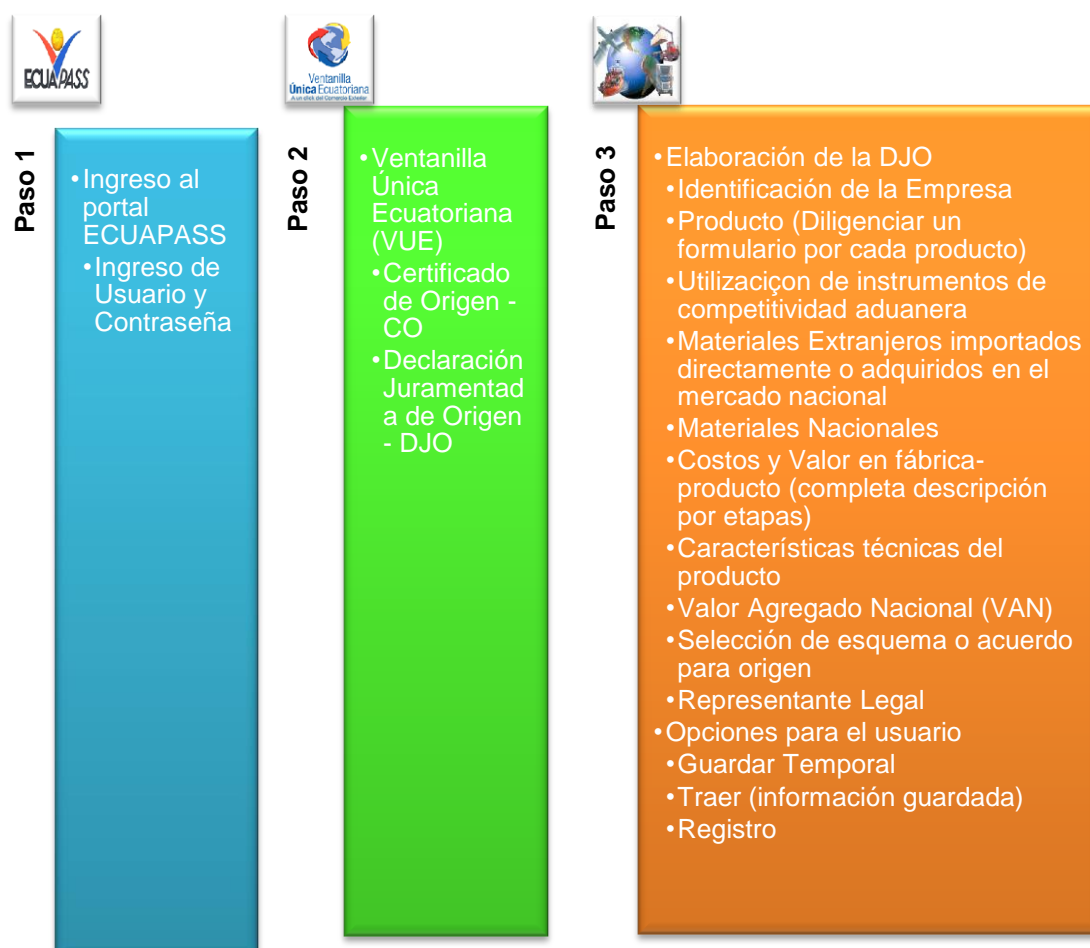 ECUAPASS
Paso 1
•Ingreso al
portal
ECUAPASS
•Ingreso de
Usuario y
Contraseña
Ventanilla
Única Ecuatoriana
A un click del Comercio Exterior
Paso 2
•Ventanilla
Única
Ecuatoriana
(VUE)
•Certificado
de Origen -
CO
•Declaración
Juramentad
a de Origen
- DJO
Paso 3
•Elaboración de la DJO
•Identificación de la Empresa
•Producto (Diligenciar un
formulario por cada producto)
•Utilizaciçon de instrumentos de
competitividad aduanera
•Materiales Extranjeros importados
directamente o adquiridos en el
mercado nacional
•Materiales Nacionales
•Costos y Valor en fábrica-
producto (completa descripción
por etapas)
•Características técnicas del
producto
•Valor Agregado Nacional (VAN)
•Selección de esquema o acuerdo
para origen
•Representante Legal
•Opciones para el usuario
•Guardar Temporal
•Traer (información guardada)
•Registro